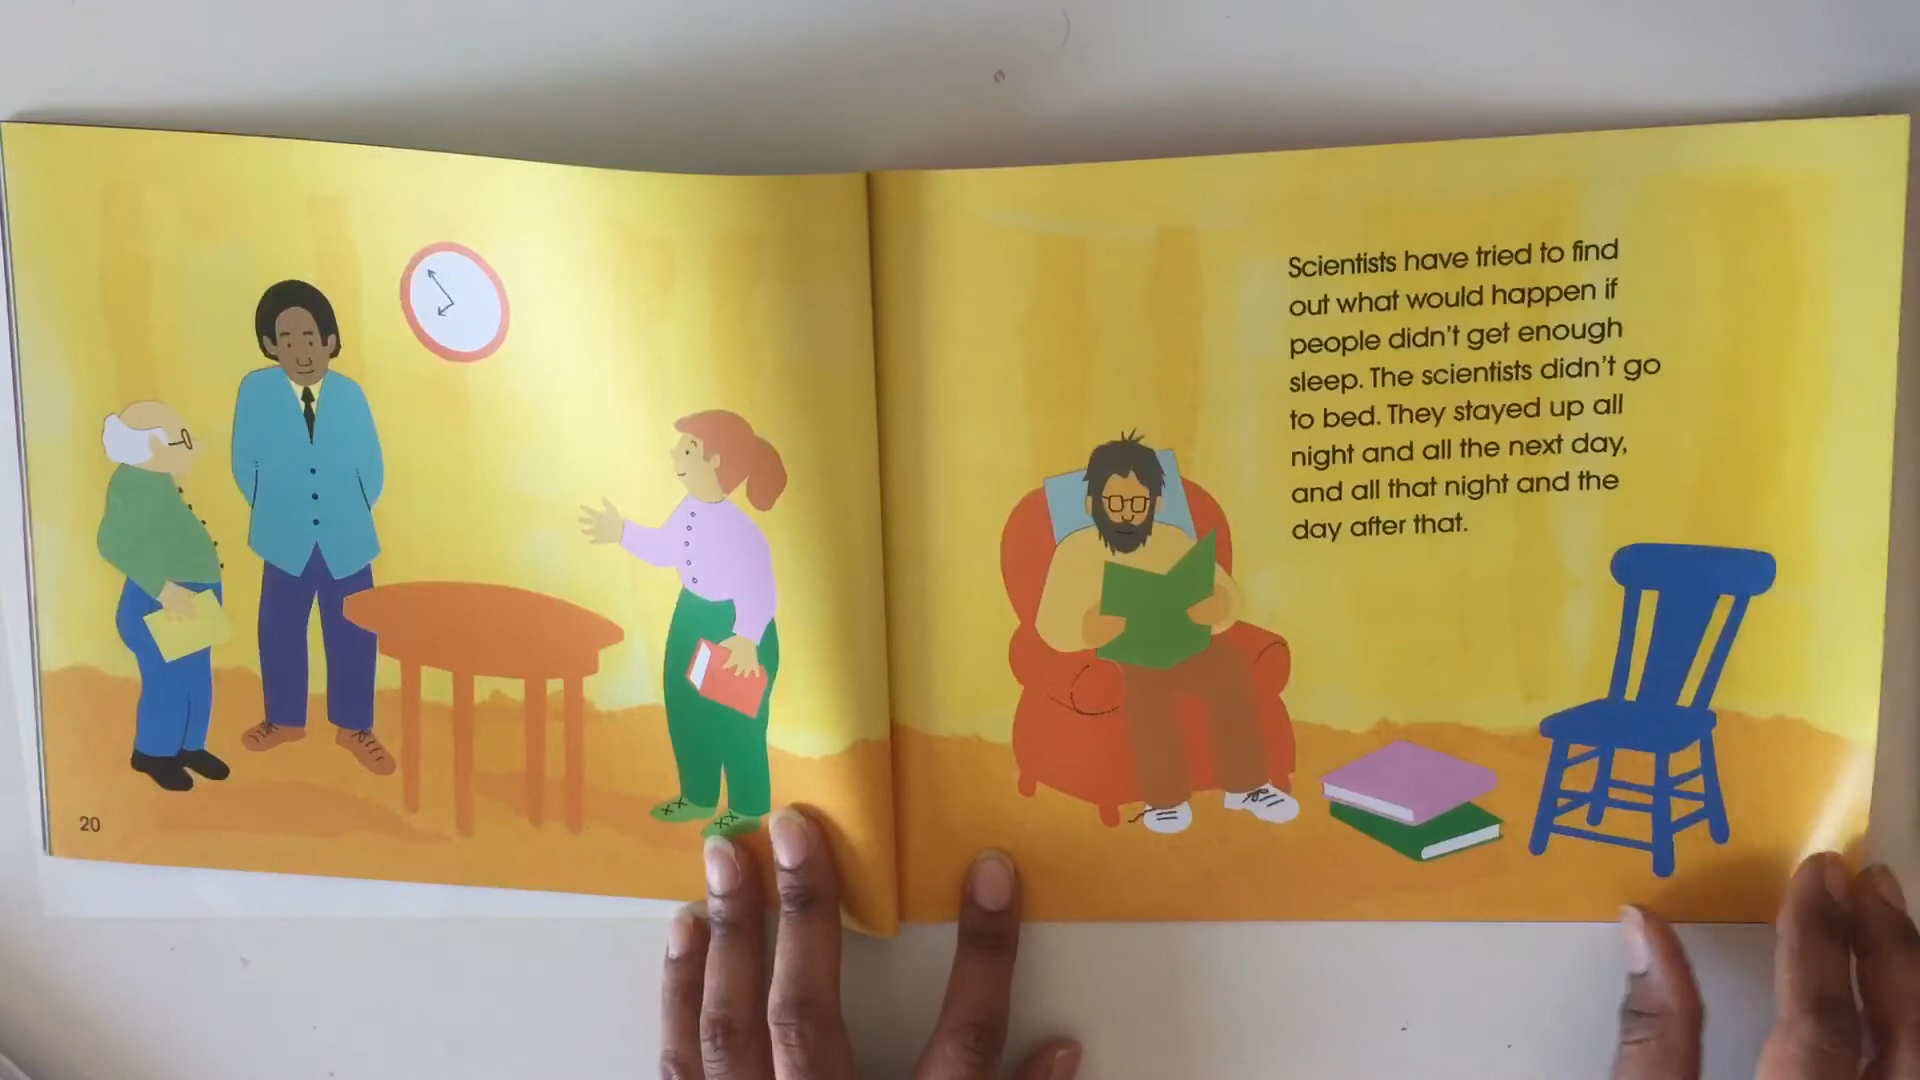 Scientists have tried to find
out what would happen if
people didn't get enough
sleep. The scientists didn't go
to bed. They stayed up all
night and all the next day,
and all that night and the
day after that.
20